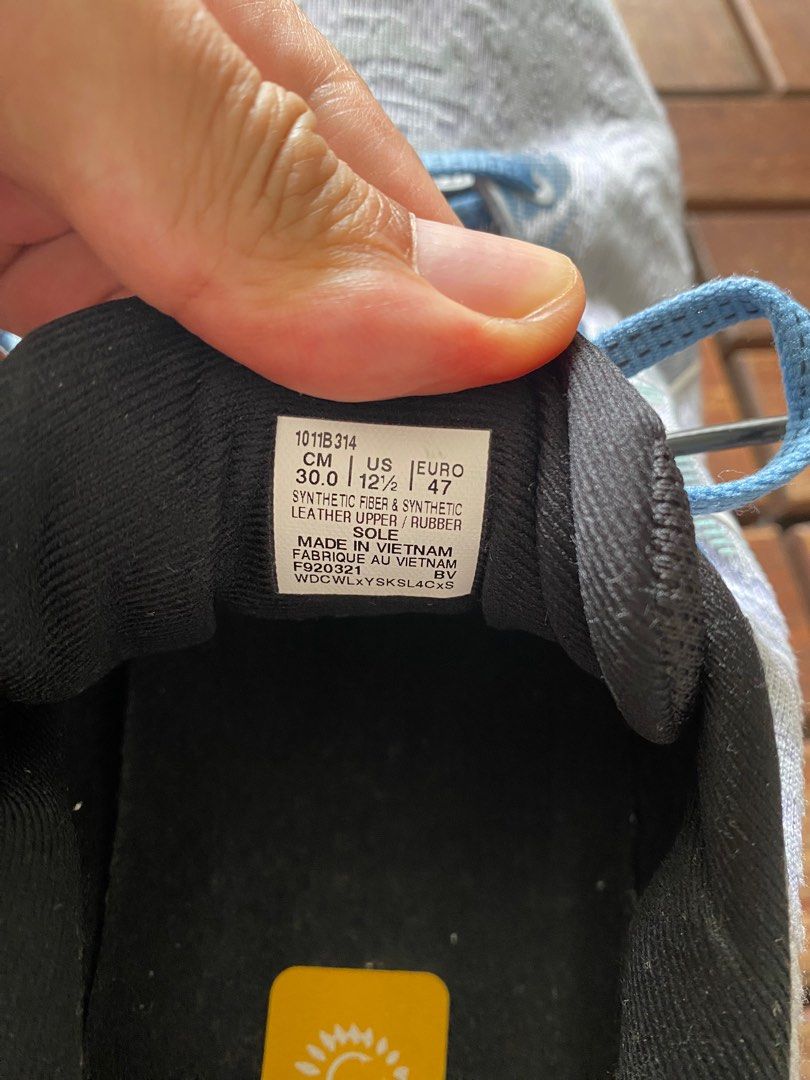 1011B314
CM | US | EURO
30.0 | 12½ | 47
SYNTHETIC FIBER & SYNTHETIC
LEATHER UPPER / RUBBER
SOLE
MADE IN VIETNAM
FABRIQUE AU VIETNAM
F920321 BV
WDCWLxYSKSL4CxS